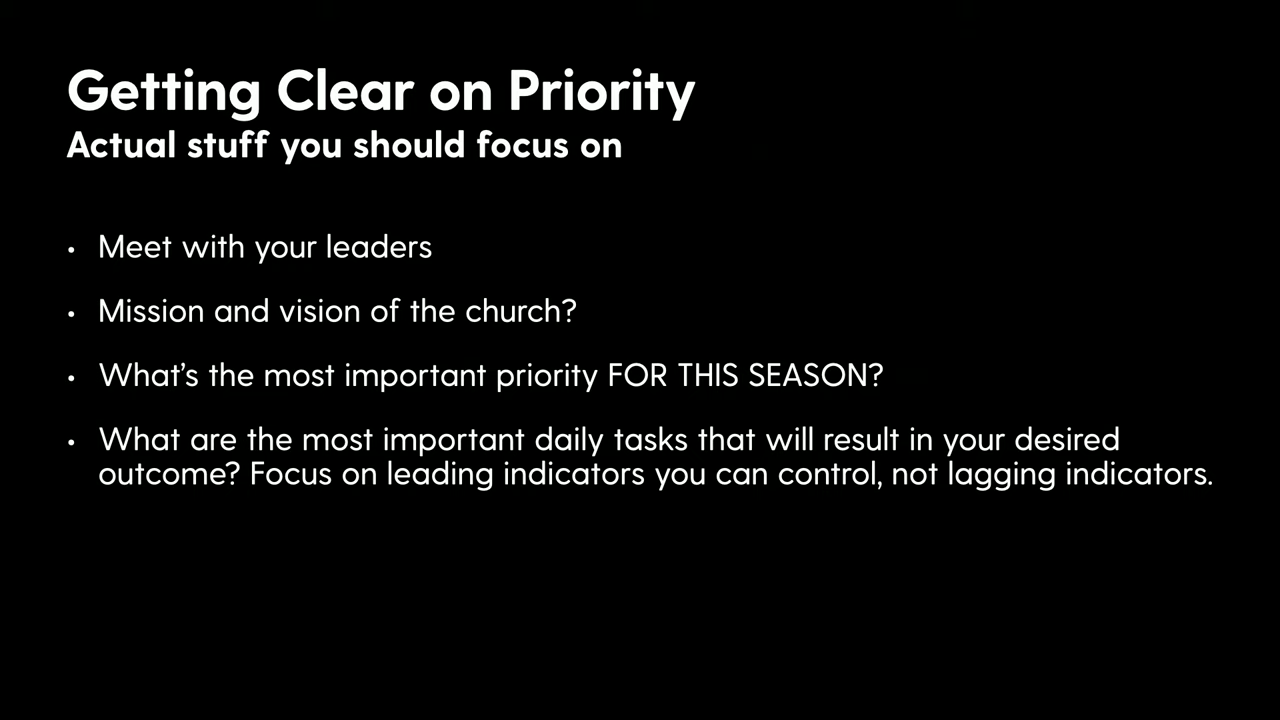 Getting Clear on Priority
Actual stuff you should focus on
• Meet with your leaders
• Mission and vision of the church?
• What’s the most important priority FOR THIS SEASON?
• What are the most important daily tasks that will result in your desired
outcome? Focus on leading indicators you can control, not lagging indicators.